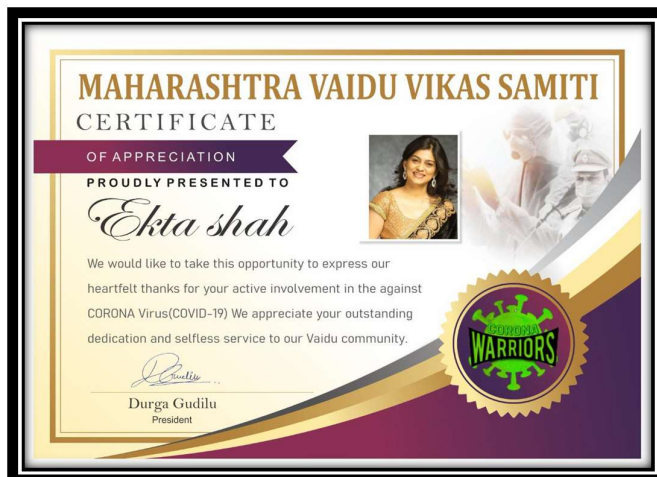 MAHARASHTRA VAIDU VIKAS SAMITI
CERTIFICATE
OF APPRECIATION
PROUDLY PRESENTED TO
Ekta shah
We would like to take this opportunity to express our
heartfelt thanks for your active involvement in the against
CORONA Virus(COVID-19) We appreciate your outstanding
dedication and selfless service to our Vaidu community.
CORONA
WARRIORS
Durga Gudilu
President